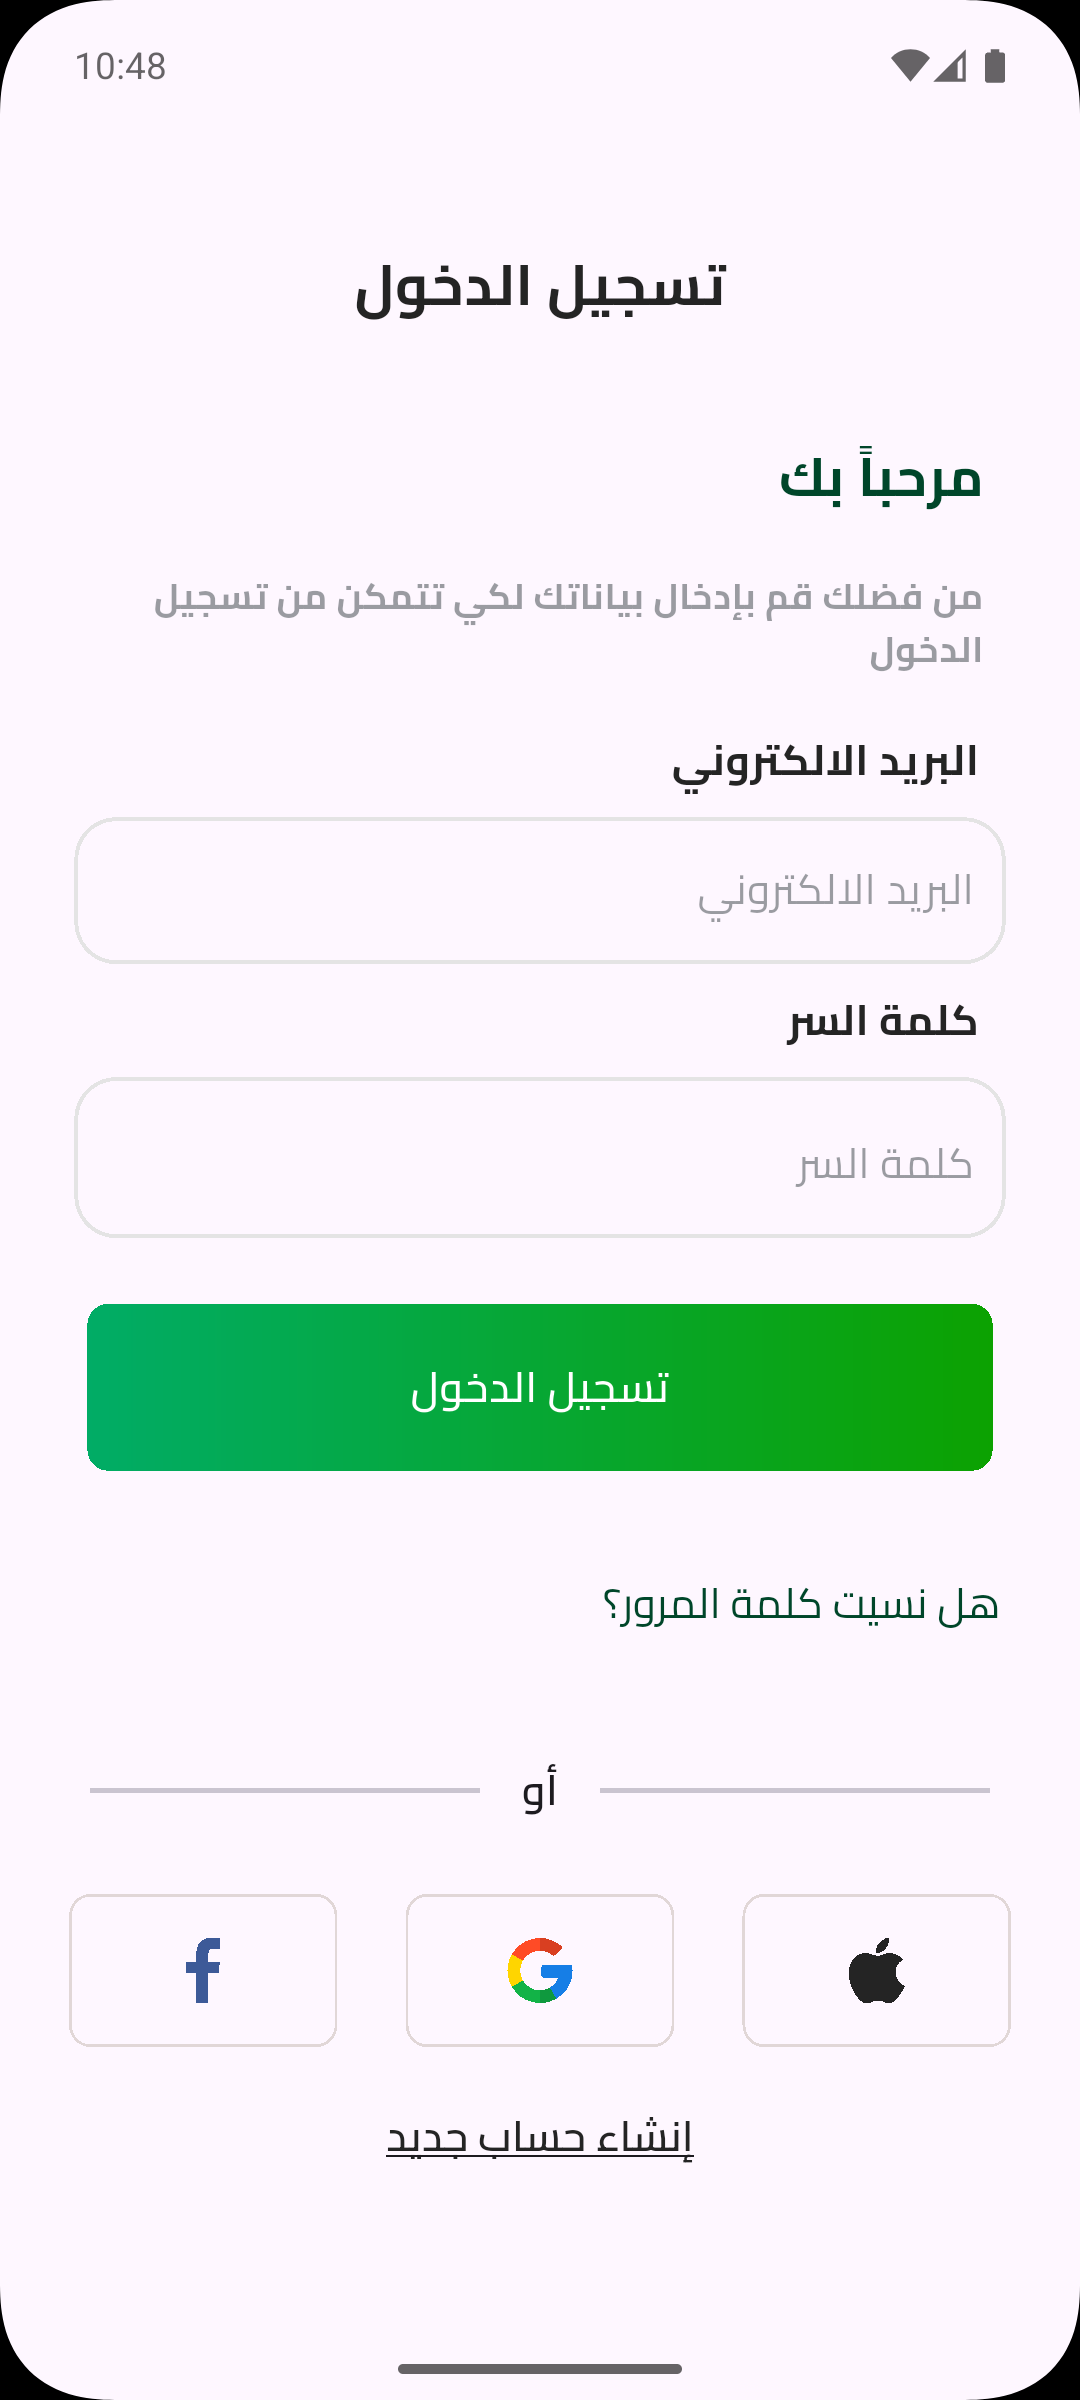 10:48
تسجيل الدخول
مرحباً بك
من فضلك قم بإدخال بياناتك لكي تتمكن من تسجيل
الدخول
البريد الالكتروني
البريد الالكتروني
كلمة السر
كلمة السر
تسجيل الدخول
هل نسيت كلمة المرور؟
أو
إنشاء حساب جديد